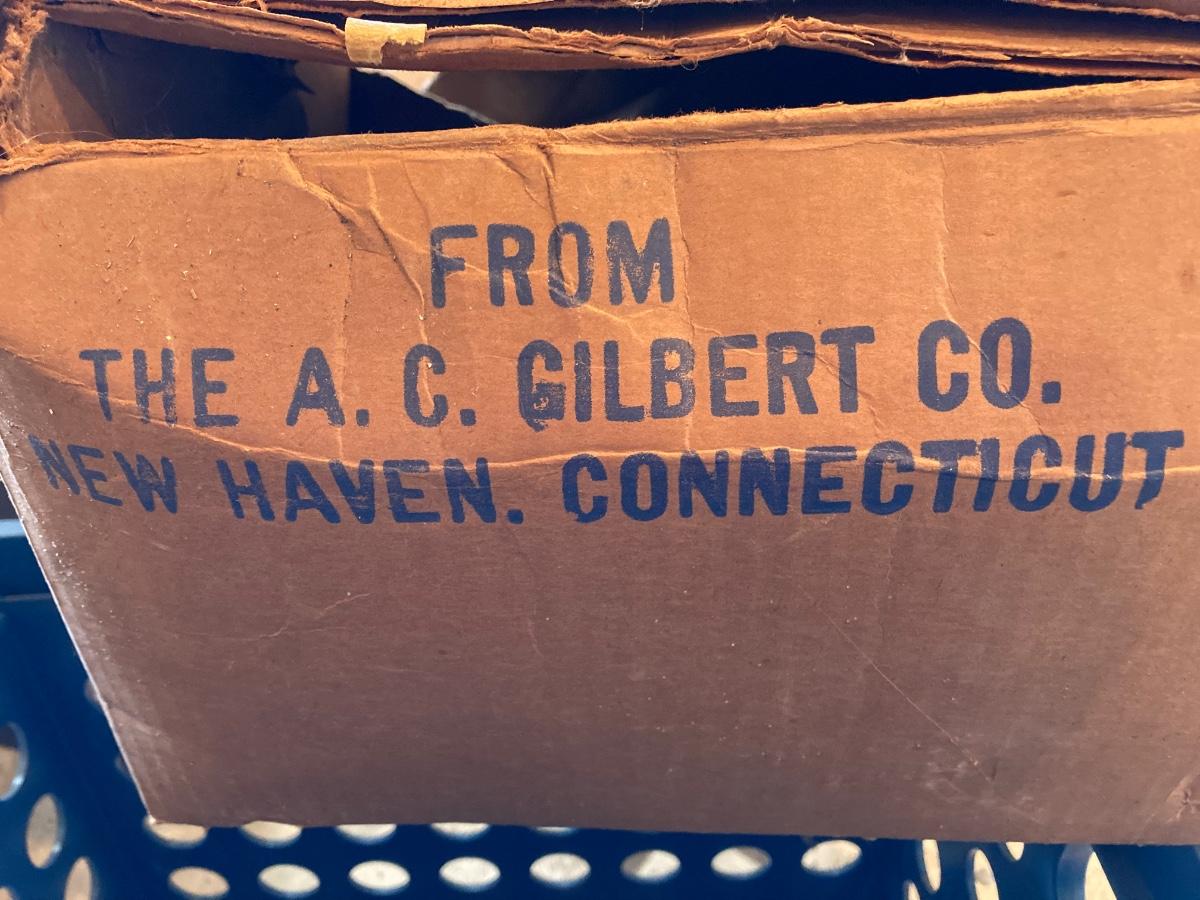 FROM
THE A. C. GILBERT CO.
NEW HAVEN. CONNECTICUT